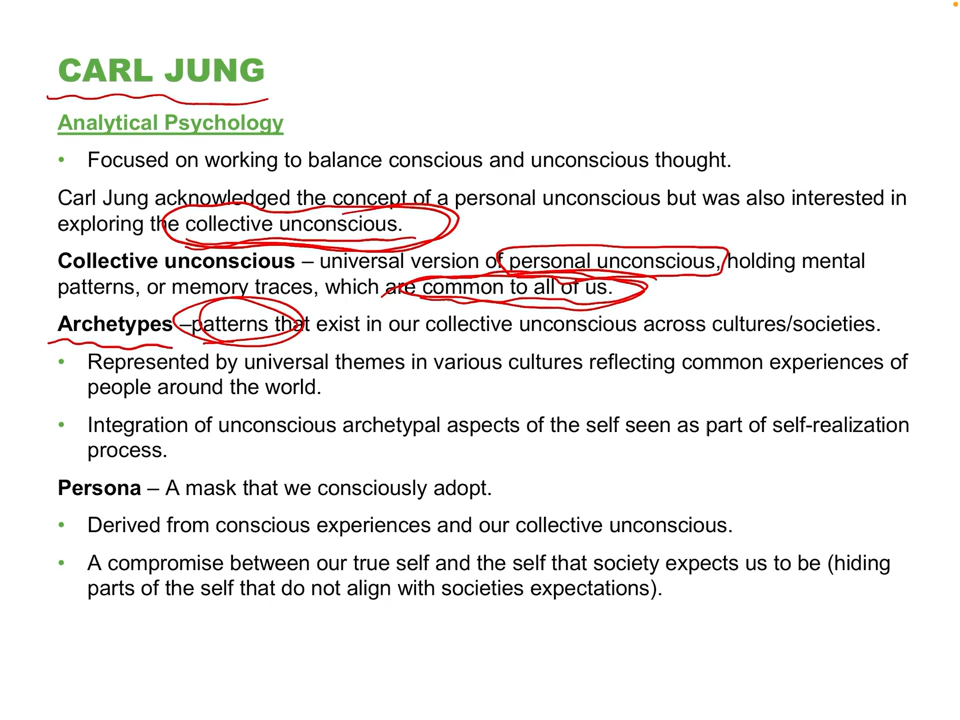 CARL JUNG
Analytical Psychology
• Focused on working to balance conscious and unconscious thought.
Carl Jung acknowledged the concept of a personal unconscious but was also interested in
exploring the collective unconscious.
Collective unconscious – universal version of personal unconscious, holding mental
patterns, or memory traces, which are common to all of us.
Archetypes –patterns that exist in our collective unconscious across cultures/societies.
• Represented by universal themes in various cultures reflecting common experiences of
people around the world.
• Integration of unconscious archetypal aspects of the self seen as part of self-realization
process.
Persona – A mask that we consciously adopt.
• Derived from conscious experiences and our collective unconscious.
• A compromise between our true self and the self that society expects us to be (hiding
parts of the self that do not align with societies expectations).